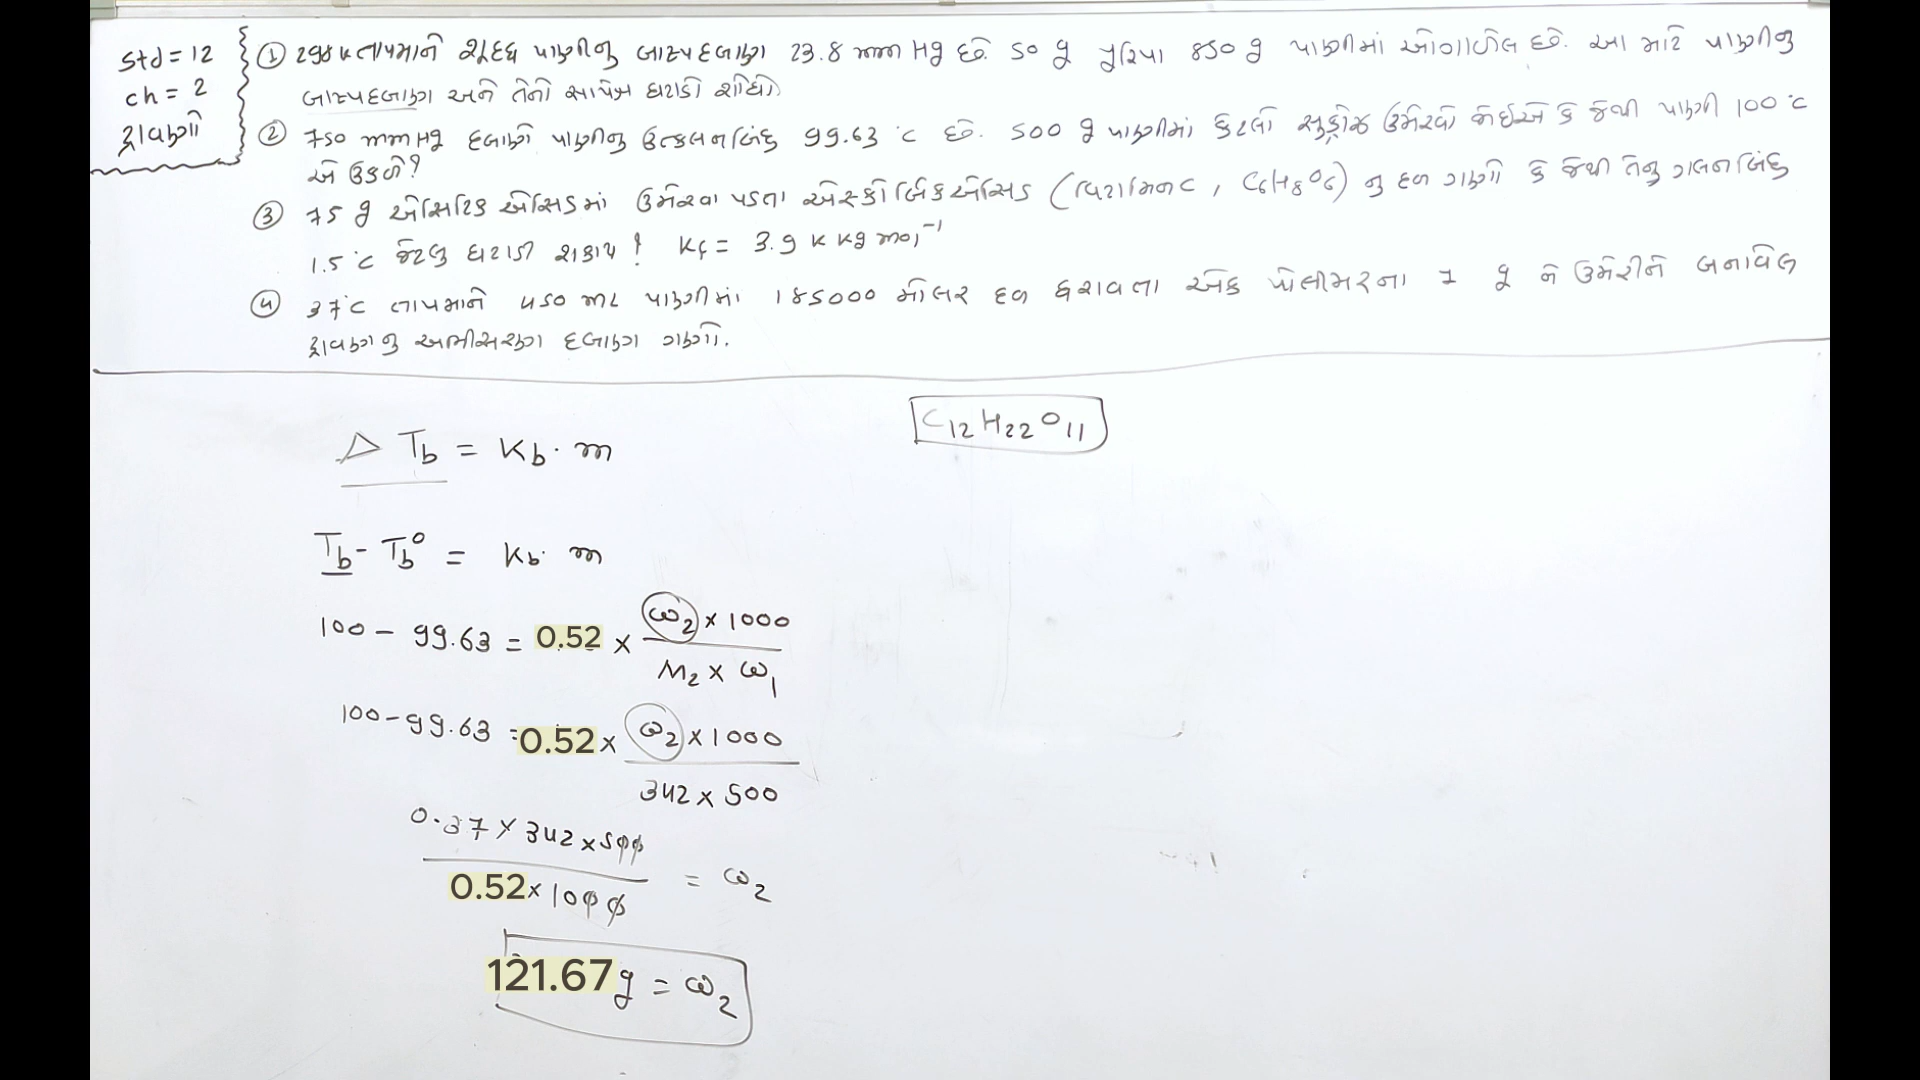 std = 12
ch = 2
દ્રાવણો
① 298 K તાપમાને શુદ્ધ પાણીનુ બાષ્પદબાણ 23.8 mm Hg છે. 50 g યુરિયા 850 g પાણીમાં ઓગાળેલ છે. આ માટે પાણીનુ
બાષ્પદબાણ અને તેનો સાપેક્ષ ઘટાડો શોધો
② 750 mm Hg દબાણે પાણીનુ ઉત્કલનબિંદુ 99.63 °C છે. 500 g પાણીમાં કેટલો સુક્રોઝ ઉમેરવો જોઈએ કે જેથી પાણી 100 °C
એ ઉકળે?
③ 75 g એસિટિક એસિડમાં ઉમેરવા પડતા એસ્કોર્બિક એસિડ (વિટામિન C, C6H8O6) નુ દળ ગણો કે જેથી તેનુ ગલનબિંદુ
1.5 °C જેટલુ ઘટાડી શકાય? Kf = 3.9 K kg mol⁻¹
④ 37 °C તાપમાને 450 mL પાણીમાં 185000 મોલર દળ ધરાવતા એક પોલીમરના 1 g ને ઉમેરીને બનાવેલ
દ્રાવણનુ અભીસરણ દબાણ ગણો.
C12H22O11
△ Tb = Kb · m
Tb - Tb° = Kb · m
100 - 99.63 = 0.52 × ω2 × 1000 / M2 × ω1
100 - 99.63 = 0.52 × ω2 × 1000 / 342 × 500
0.37 × 342 × 500 / 0.52 × 1000 = ω2
121.67 g = ω2